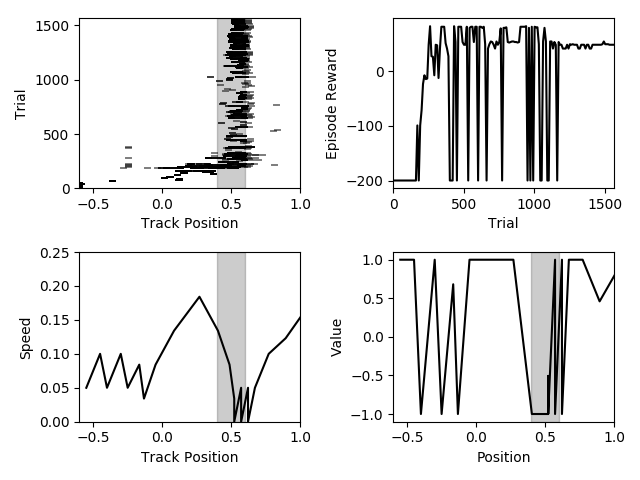 1500
1000
500
0
Trial
−0.5 0.0 0.5 1.0
Track Position
0
−100
−200
Episode Reward
0 500 1000 1500
Trial
0.25
0.20
0.15
0.10
0.05
0.00
Speed
−0.5 0.0 0.5 1.0
Track Position
1.0
0.5
0.0
−0.5
−1.0
Value
−0.5 0.0 0.5 1.0
Position